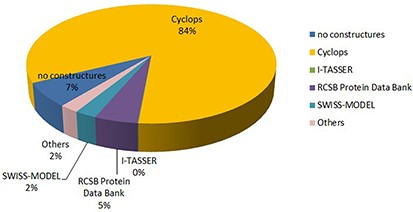 Cyclops
84%
no constructures
7%
Others
2%
SWISS-MODEL
2%
RCSB Protein
Data Bank
5%
I-TASSER
0%
no constructures
Cyclops
I-TASSER
RCSB Protein Data Bank
SWISS-MODEL
Others